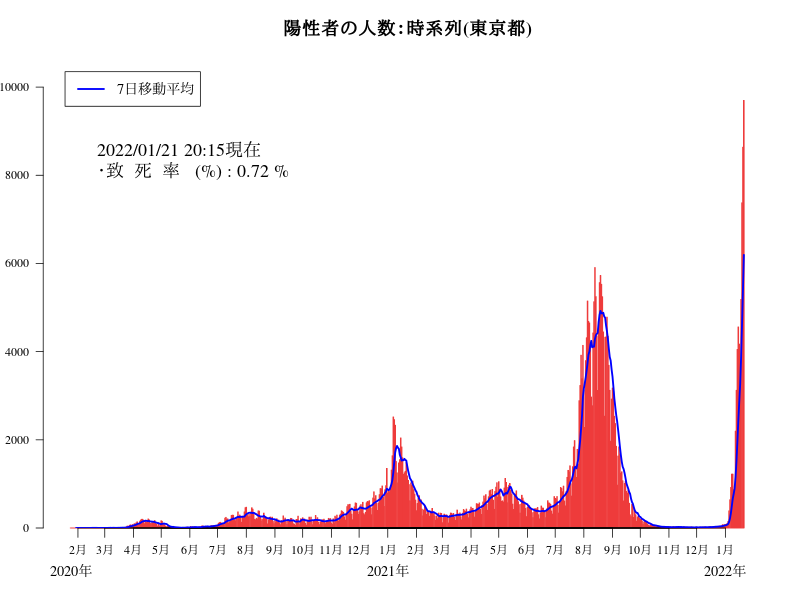 陽性者の人数：時系列(東京都)
7日移動平均
2022/01/21 20:15現在
・致 死 率 (%) : 0.72 %
10000
8000
6000
4000
2000
0
2月 3月 4月 5月 6月 7月 8月 9月 10月 11月 12月 1月 2月 3月 4月 5月 6月 7月 8月 9月 10月 11月 12月 1月
2020年 2021年 2022年